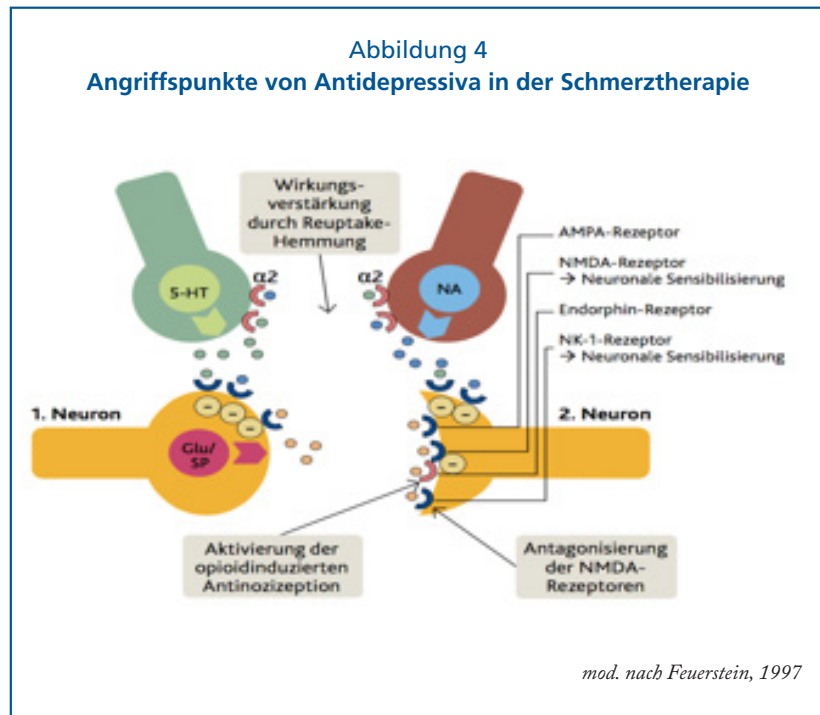 Abbildung 4
Angriffspunkte von Antidepressiva in der Schmerztherapie
Wirkungs-
verstärkung
durch Reuptake-
Hemmung
α2
α2
5-HT
NA
AMPA-Rezeptor
NMDA-Rezeptor
→ Neuronale Sensibilisierung
Endorphin-Rezeptor
NK-1-Rezeptor
→ Neuronale Sensibilisierung
1. Neuron
2. Neuron
Glu/
SP
Aktivierung der
opioidinduzierten
Antinozizeption
Antagonisierung
der NMDA-
Rezeptoren
mod. nach Feuerstein, 1997